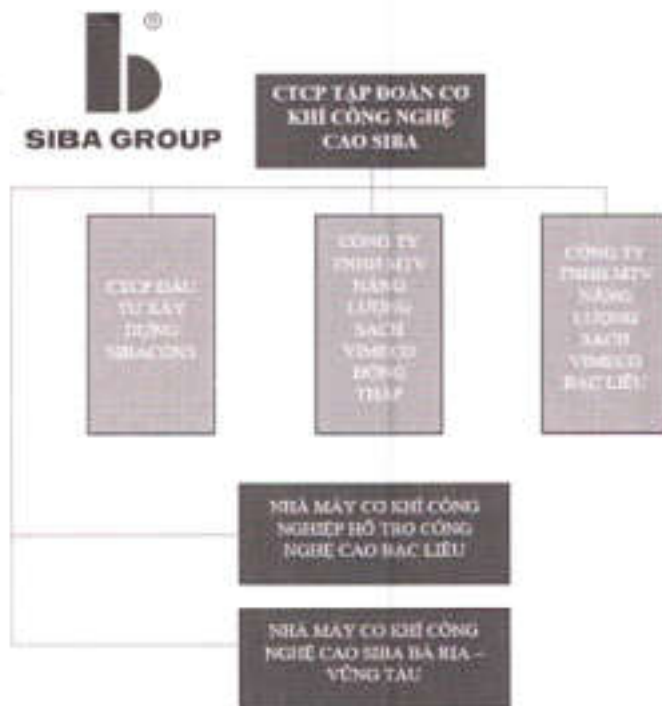 ®
SIBA GROUP
CTCP TẬP ĐOÀN CƠ
KHÍ CÔNG NGHỆ
CAO SIBA
CTCP ĐẦU
TƯ XÂY
DỰNG
SIBACONS
CÔNG TY
TNHH MTV
NĂNG
LƯỢNG
SẠCH
VIMECO
ĐỒNG
THÁP
CÔNG TY
TNHH MTV
NĂNG
LƯỢNG
SẠCH
VIMECO
BẠC LIÊU
NHÀ MÁY CƠ KHÍ CÔNG
NGHIỆP HỖ TRỢ CÔNG
NGHỆ CAO BẠC LIÊU
NHÀ MÁY CƠ KHÍ CÔNG
NGHỆ CAO SIBA BÀ RỊA –
VŨNG TÀU